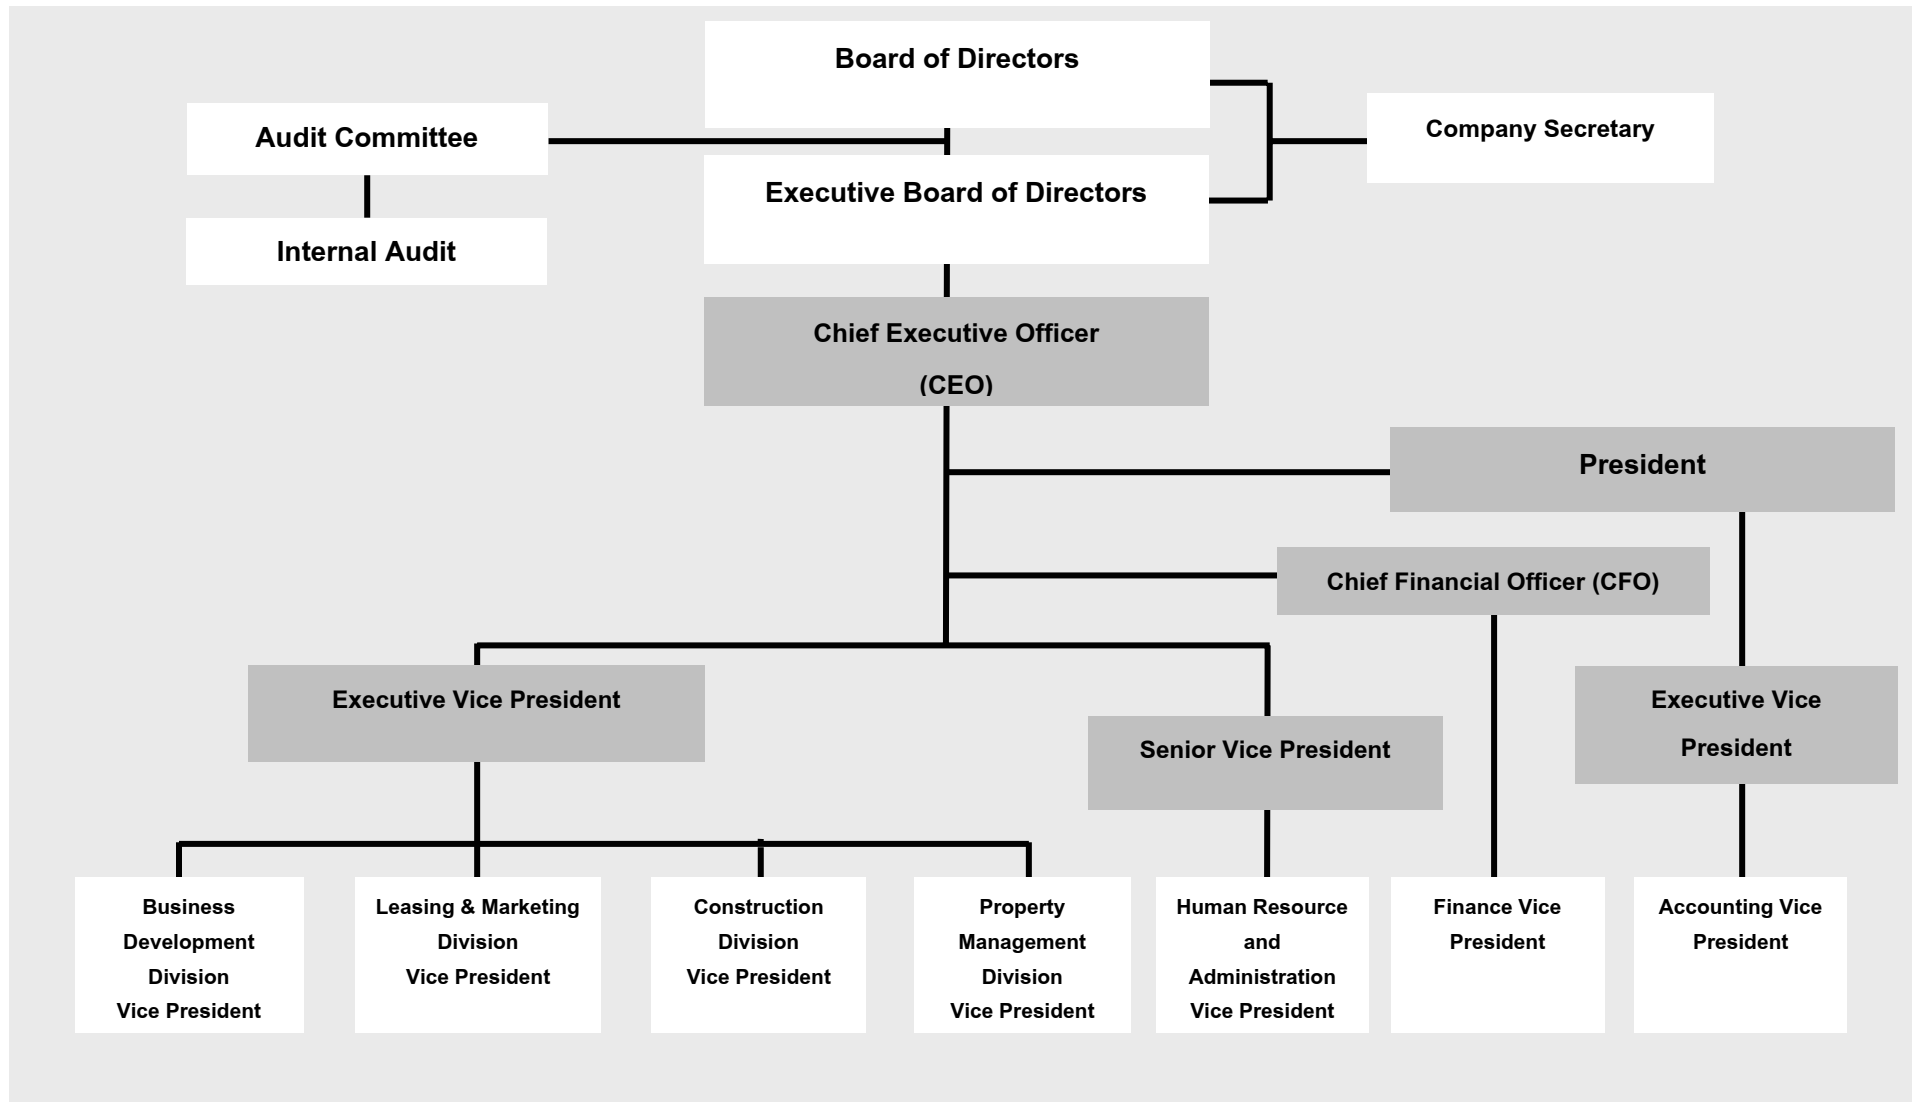 Board of Directors
Audit Committee
Company Secretary
Executive Board of Directors
Internal Audit
Chief Executive Officer
(CEO)
President
Chief Financial Officer (CFO)
Executive Vice President
Senior Vice President
Executive Vice
President
Business
Development
Division
Vice President
Leasing & Marketing
Division
Vice President
Construction
Division
Vice President
Property
Management
Division
Vice President
Human Resource
and
Administration
Vice President
Finance Vice
President
Accounting Vice
President